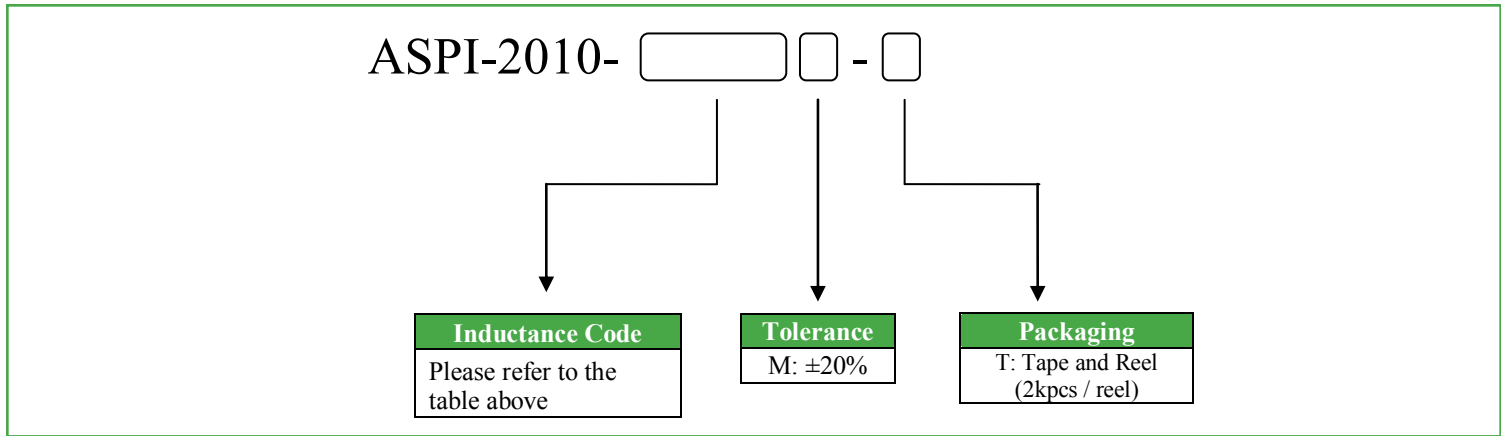 ASPI-2010- -
Inductance Code
Please refer to the
table above
Tolerance
M: ±20%
Packaging
T: Tape and Reel
(2kpcs / reel)